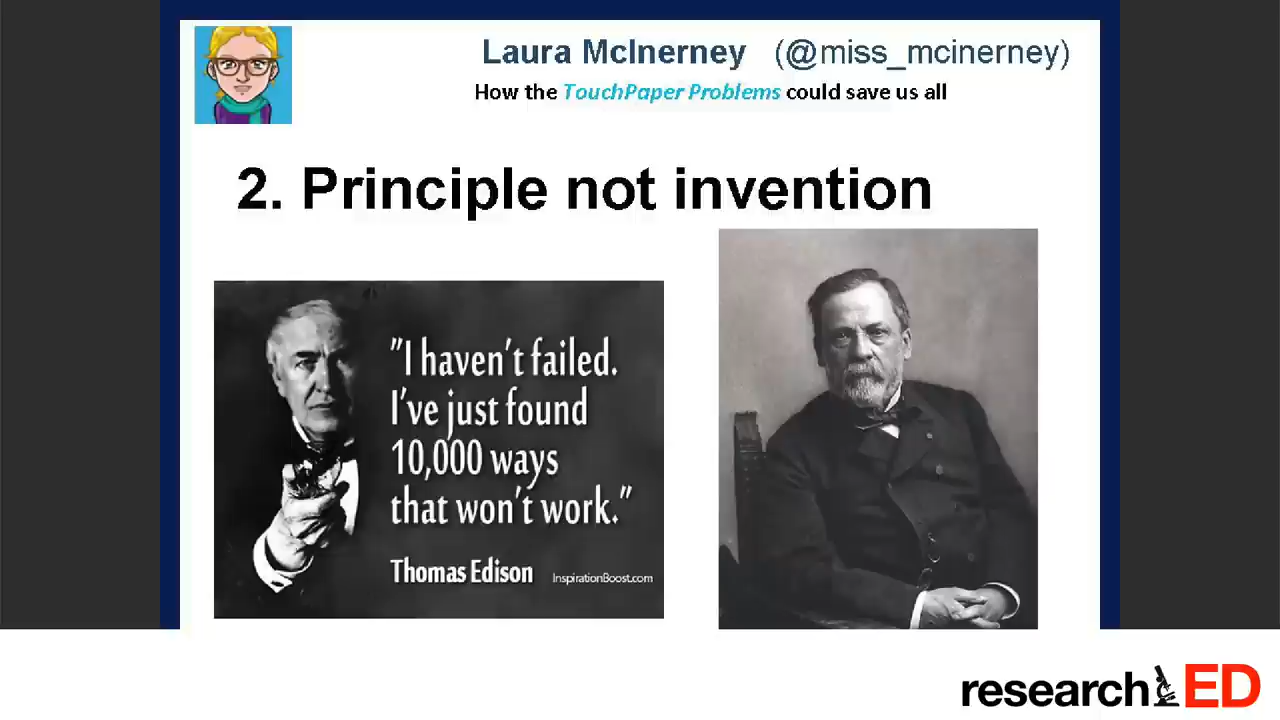 Laura McInerney (@miss_mcinerney)
How the TouchPaper Problems could save us all
2. Principle not invention
"I haven't failed.
I've just found
10,000 ways
that won't work."
Thomas Edison InspirationBoost.com
researchED